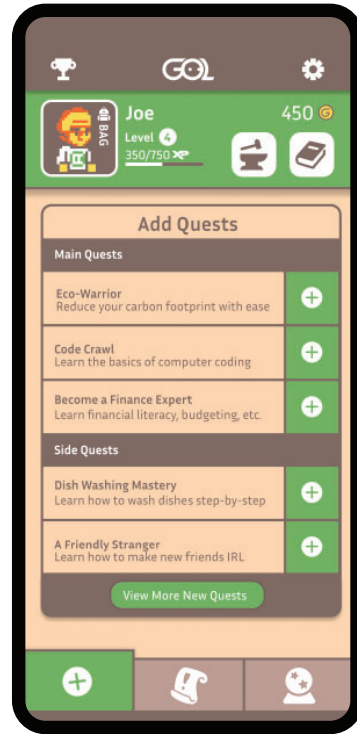 GOL
Joe
450 G
BAG
Level 4
350/750 XP
Add Quests
Main Quests
Eco-Warrior
Reduce your carbon footprint with ease
Code Crawl
Learn the basics of computer coding
Become a Finance Expert
Learn financial literacy, budgeting, etc.
Side Quests
Dish Washing Mastery
Learn how to wash dishes step-by-step
A Friendly Stranger
Learn how to make new friends IRL
View More New Quests